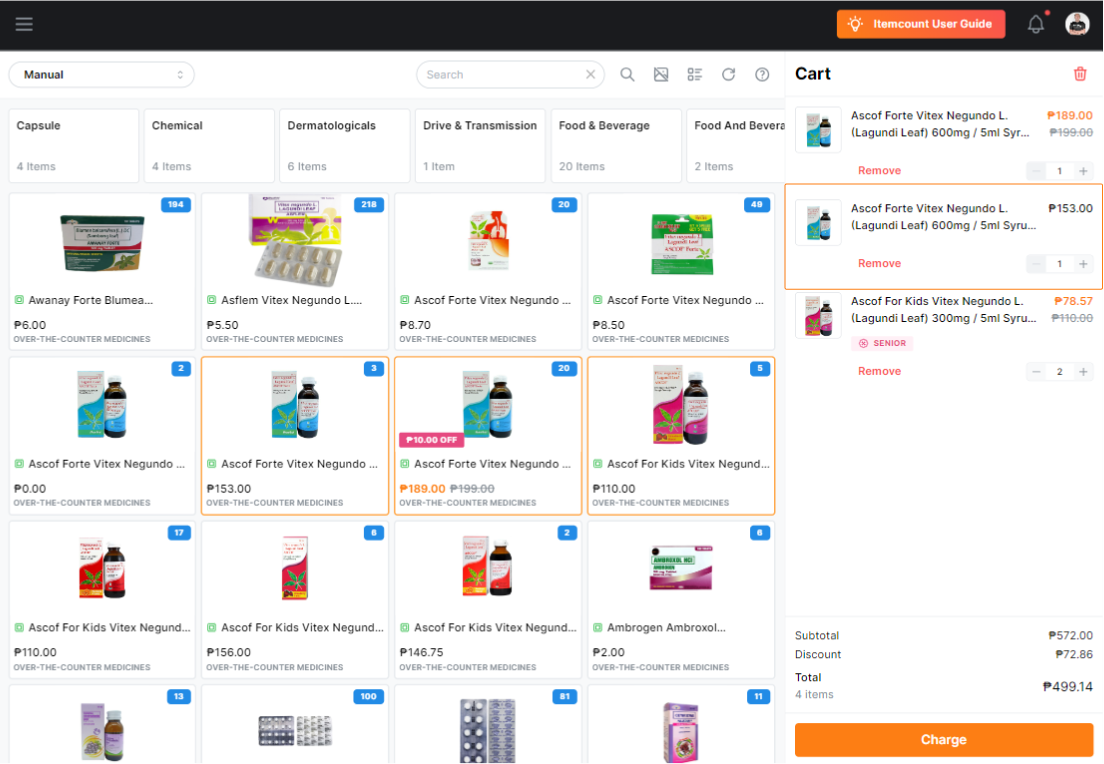 Itemcount User Guide
Manual
Search
Cart
Capsule
4 Items
Chemical
4 Items
Dermatologicals
6 Items
Drive & Transmission
1 Item
Food & Beverage
20 Items
Food And Bevera
2 Items
194
Awanay Forte Blumea...
₱6.00
OVER-THE-COUNTER MEDICINES
218
Asflem Vitex Negundo L....
₱5.50
OVER-THE-COUNTER MEDICINES
20
Ascof Forte Vitex Negundo ...
₱8.70
OVER-THE-COUNTER MEDICINES
49
Ascof Forte Vitex Negundo ...
₱8.50
OVER-THE-COUNTER MEDICINES
2
Ascof Forte Vitex Negundo ...
₱0.00
OVER-THE-COUNTER MEDICINES
3
Ascof Forte Vitex Negundo ...
₱153.00
OVER-THE-COUNTER MEDICINES
20
₱10.00 OFF
Ascof Forte Vitex Negundo ...
₱189.00 ₱199.00
OVER-THE-COUNTER MEDICINES
5
Ascof For Kids Vitex Negund...
₱110.00
OVER-THE-COUNTER MEDICINES
17
Ascof For Kids Vitex Negund...
₱110.00
OVER-THE-COUNTER MEDICINES
6
Ascof For Kids Vitex Negund...
₱156.00
OVER-THE-COUNTER MEDICINES
2
Ascof For Kids Vitex Negund...
₱146.75
OVER-THE-COUNTER MEDICINES
6
AMBROXOL HCl
Ambrogen Ambroxol...
₱2.00
OVER-THE-COUNTER MEDICINES
13
100
81
11
Ascof Forte Vitex Negundo L.
(Lagundi Leaf) 600mg / 5ml Syr...
₱189.00
₱199.00
Remove
1
Ascof Forte Vitex Negundo L.
(Lagundi Leaf) 600mg / 5ml Syru...
₱153.00
Remove
1
Ascof For Kids Vitex Negundo L.
(Lagundi Leaf) 300mg / 5ml Syru...
₱78.57
₱110.00
SENIOR
Remove
2
Subtotal
₱572.00
Discount
₱72.86
Total
4 items
₱499.14
Charge